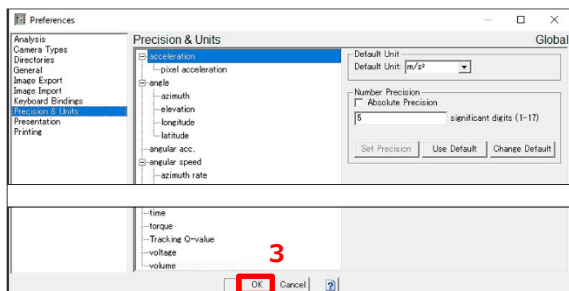 Preferences
Analysis
Camera Types
Directories
General
Image Export
Image Import
Keyboard Bindings
Precision & Units
Presentation
Printing
Precision & Units
Global
acceleration
pixel acceleration
angle
azimuth
elevation
longitude
latitude
angular acc.
angular speed
azimuth rate
Default Unit
Default Unit: m/s²
Number Precision
Absolute Precision
5 significant digits (1-17)
Set Precision Use Default Change Default
time
torque
Tracking Q-value
voltage
volume
3
OK Cancel ?